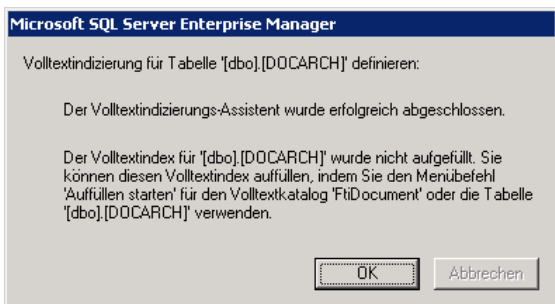 Microsoft SQL Server Enterprise Manager
Volltextindizierung für Tabelle '[dbo].[DOCARCH]' definieren:
Der Volltextindizierungs-Assistent wurde erfolgreich abgeschlossen.
Der Volltextindex für '[dbo].[DOCARCH]' wurde nicht aufgefüllt. Sie
können diesen Volltextindex auffüllen, indem Sie den Menübefehl
'Auffüllen starten' für den Volltextkatalog 'FtiDocument' oder die Tabelle
'[dbo].[DOCARCH]' verwenden.
OK
Abbrechen